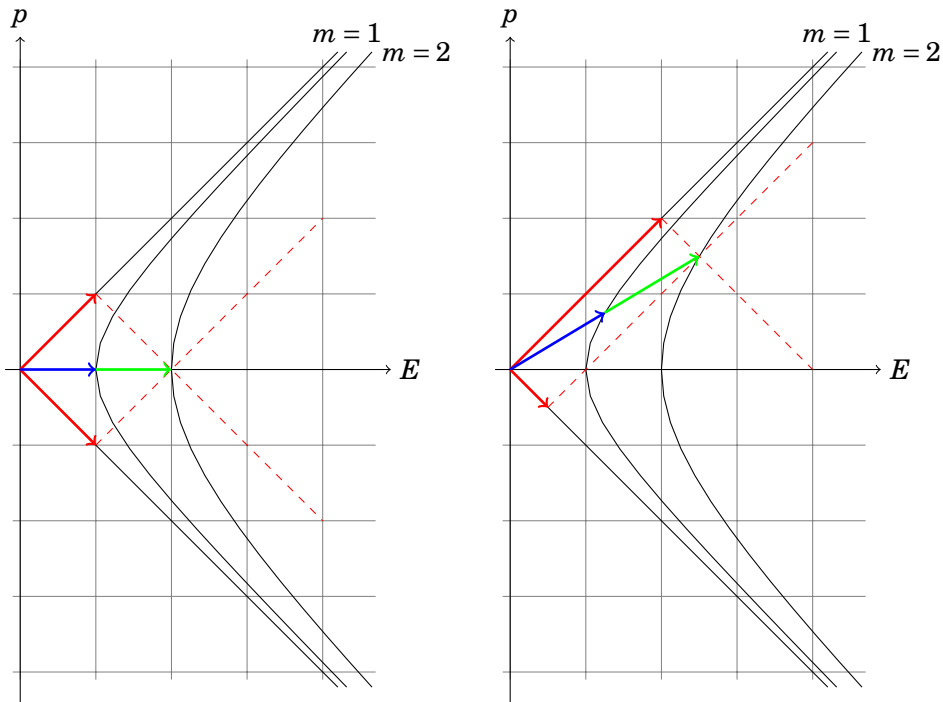 p
m = 1
m = 2
E
p
m = 1
m = 2
E